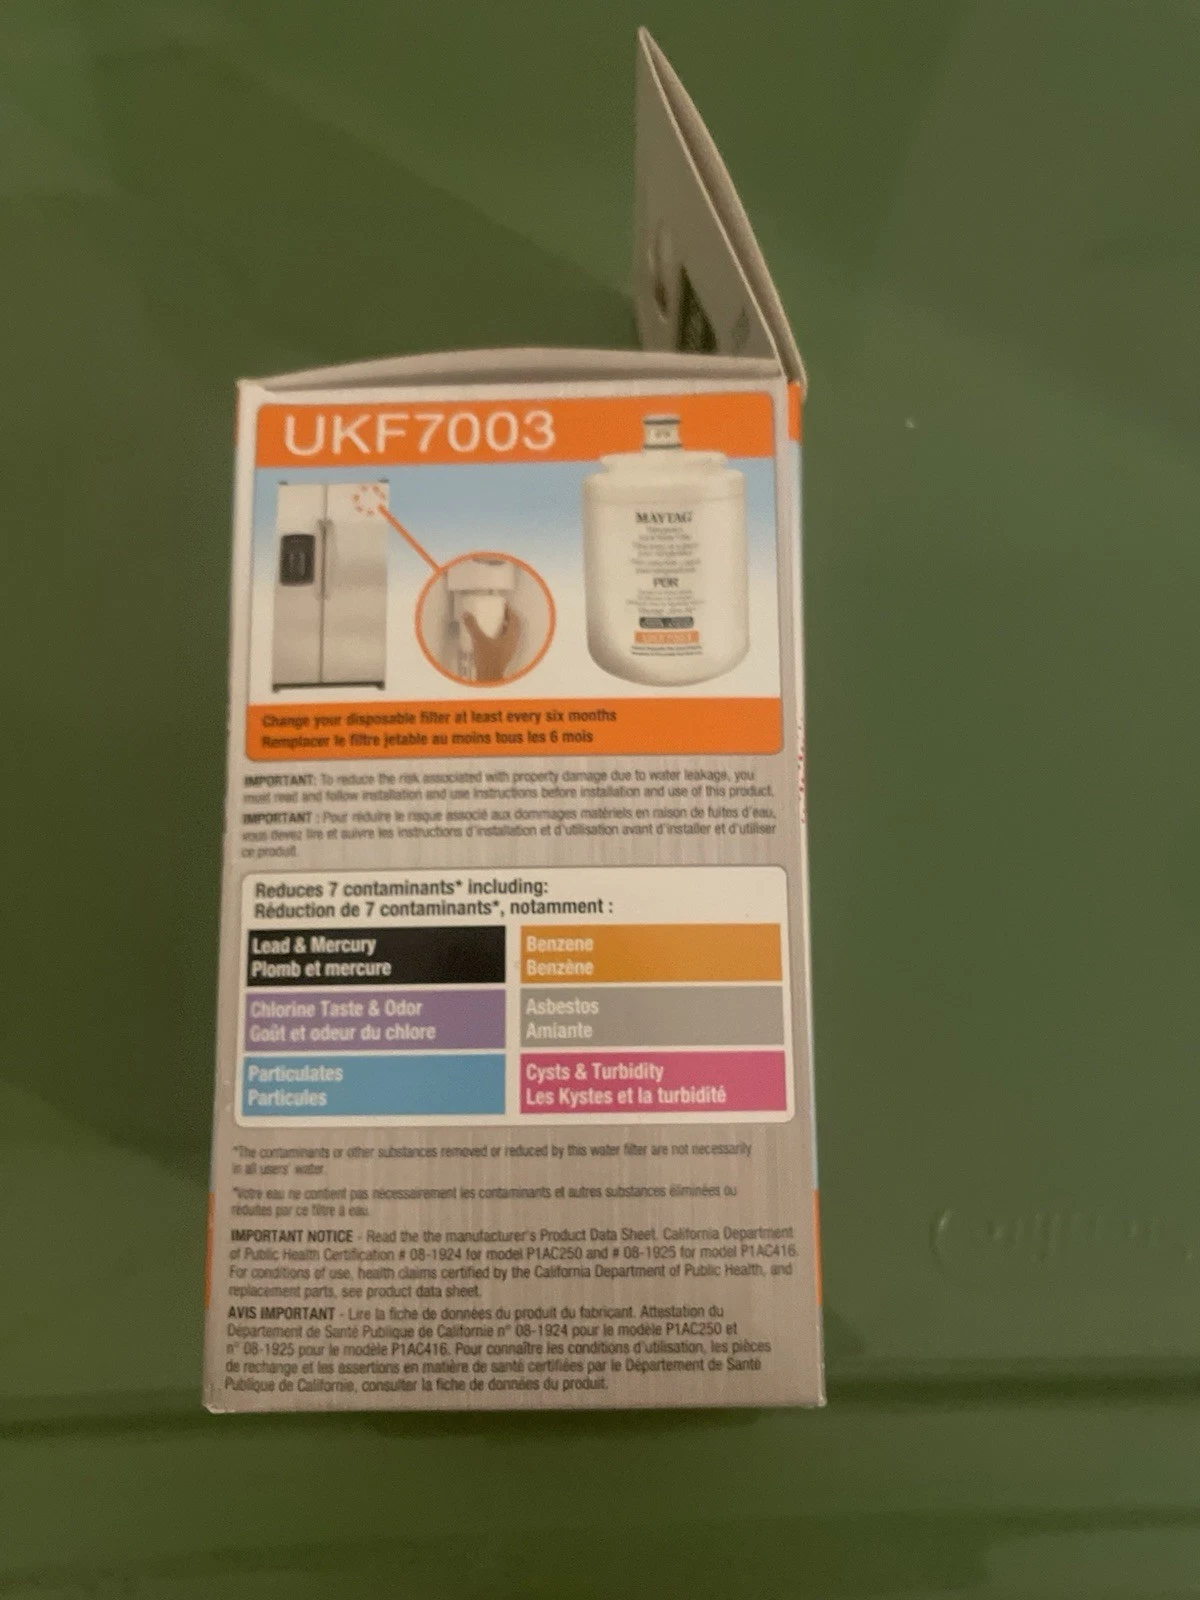 UKF7003
MAYTAG
PUR
Change your disposable filter at least every six months
Remplacer le filtre jetable au moins tous les 6 mois
IMPORTANT: To reduce the risk associated with property damage due to water leakage, you
must read and follow installation and use instructions before installation and use of this product.
IMPORTANT : Pour réduire le risque associé aux dommages matériels en raison de fuites d'eau,
vous devez lire et suivre les instructions d'installation et d'utilisation avant d'installer et d'utiliser
ce produit.
Reduces 7 contaminants* including:
Réduction de 7 contaminants*, notamment :
Lead & Mercury
Plomb et mercure
Benzene
Benzène
Chlorine Taste & Odor
Goût et odeur du chlore
Asbestos
Amiante
Particulates
Particules
Cysts & Turbidity
Les Kystes et la turbidité
*The contaminants or other substances removed or reduced by this water filter are not necessarily
in all users' water.
*Votre eau ne contient pas nécessairement les contaminants et autres substances éliminées ou
réduites par ce filtre à eau.
IMPORTANT NOTICE - Read the the manufacturer's Product Data Sheet. California Department
of Public Health Certification # 08-1924 for model P1AC250 and # 08-1925 for model P1AC416.
For conditions of use, health claims certified by the California Department of Public Health, and
replacement parts, see product data sheet.
AVIS IMPORTANT - Lire la fiche de données du produit du fabricant. Attestation du
Département de Santé Publique de Californie n° 08-1924 pour le modèle P1AC250 et
n° 08-1925 pour le modèle P1AC416. Pour connaître les conditions d'utilisation, les pièces
de rechange et les assertions en matière de santé certifiées par le Département de Santé
Publique de Californie, consulter la fiche de données du produit.